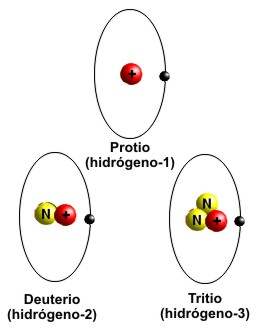 +
Protio
(hidrógeno-1)
N +
Deuterio
(hidrógeno-2)
N
N +
Tritio
(hidrógeno-3)